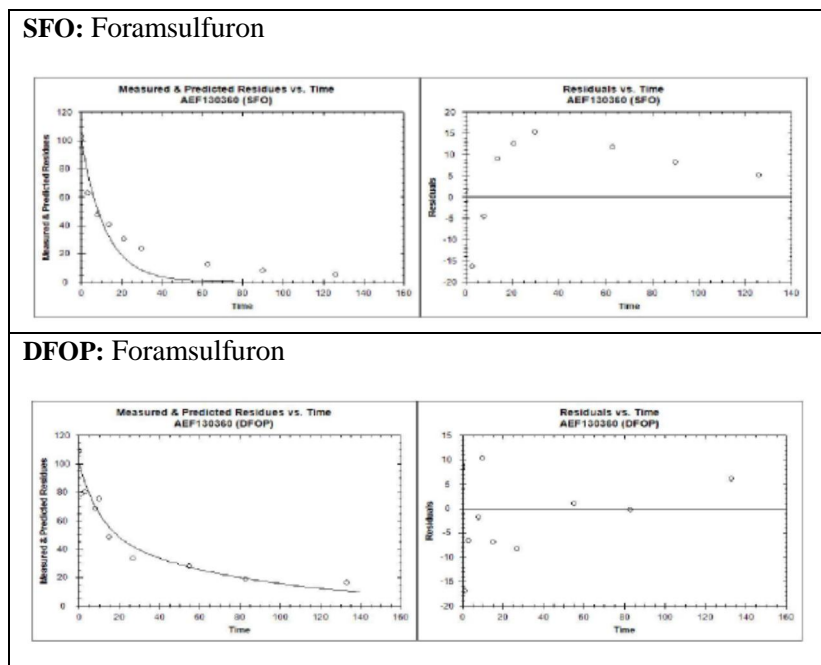 SFO: Foramsulfuron
Measured & Predicted Residues vs. Time
AEF130360 (SFO)
Measured & Predicted Residues
120
100
80
60
40
20
0
0 20 40 60 80 100 120 140 160
Time
Residuals vs. Time
AEF130360 (SFO)
Residuals
20
15
10
5
0
-5
-10
-15
-20
0 20 40 60 80 100 120 140
Time
DFOP: Foramsulfuron
Measured & Predicted Residues vs. Time
AEF130360 (DFOP)
Measured & Predicted Residues
120
100
80
60
40
20
0
0 20 40 60 80 100 120 140 160
Time
Residuals vs. Time
AEF130360 (DFOP)
Residuals
15
10
5
0
-5
-10
-15
-20
0 20 40 60 80 100 120 140 160
Time